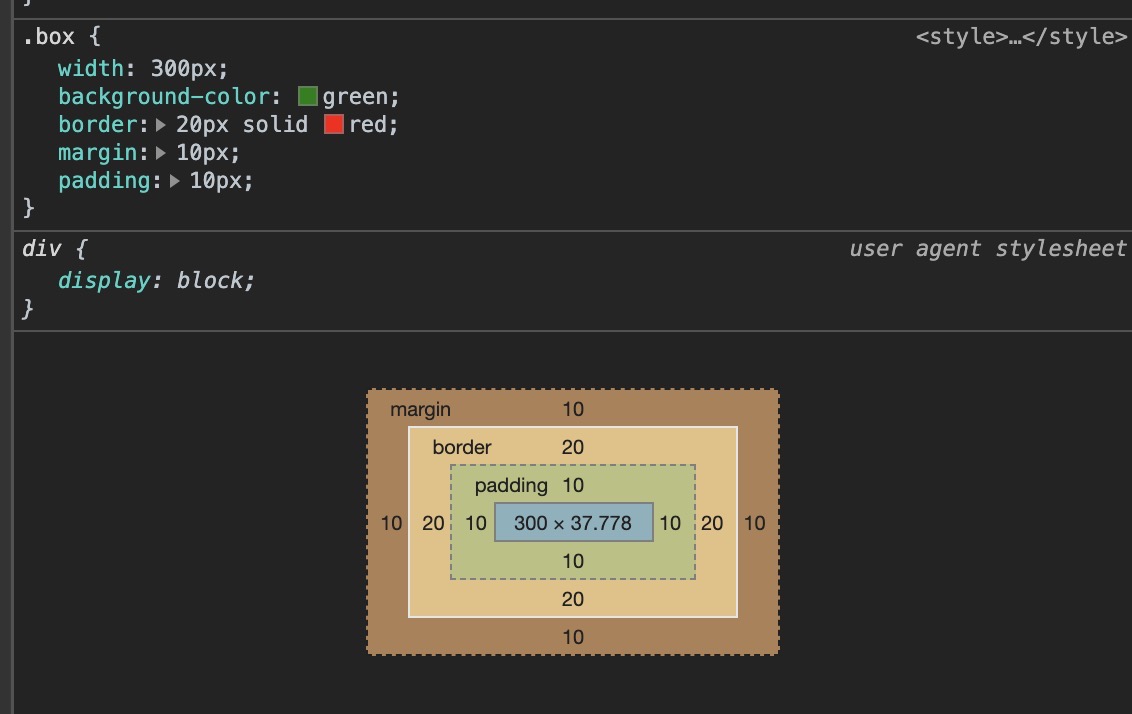 }
.box { <style>…</style>
width: 300px;
background-color: green;
border: ▶ 20px solid red;
margin: ▶ 10px;
padding: ▶ 10px;
}
div { user agent stylesheet
display: block;
}
margin 10
border 20
padding 10
10 20 10 300 × 37.778 10 20 10
10
20
10